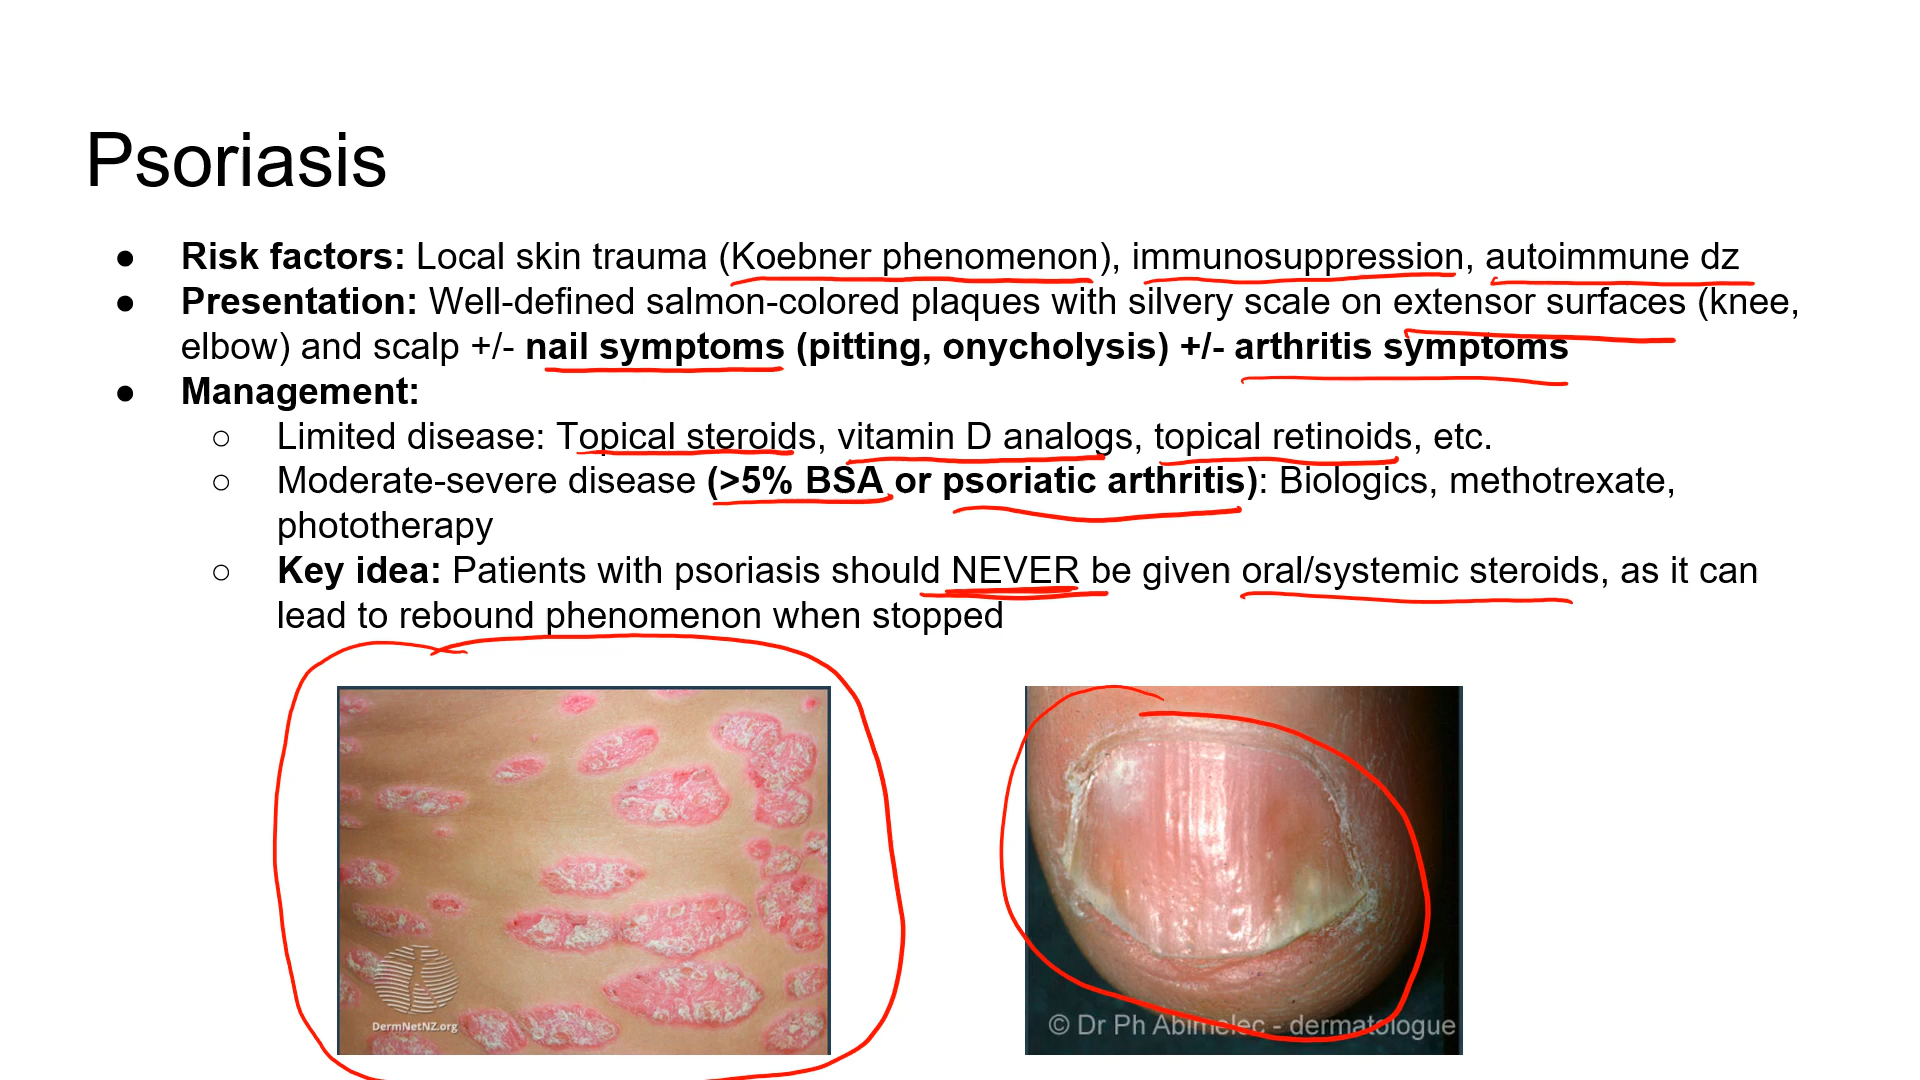 Psoriasis
● Risk factors: Local skin trauma (Koebner phenomenon), immunosuppression, autoimmune dz
● Presentation: Well-defined salmon-colored plaques with silvery scale on extensor surfaces (knee,
elbow) and scalp +/- nail symptoms (pitting, onycholysis) +/- arthritis symptoms
● Management:
○ Limited disease: Topical steroids, vitamin D analogs, topical retinoids, etc.
○ Moderate-severe disease (>5% BSA or psoriatic arthritis): Biologics, methotrexate,
phototherapy
○ Key idea: Patients with psoriasis should NEVER be given oral/systemic steroids, as it can
lead to rebound phenomenon when stopped
DermNetNZ.org
© Dr Ph Abimelec - dermatologue